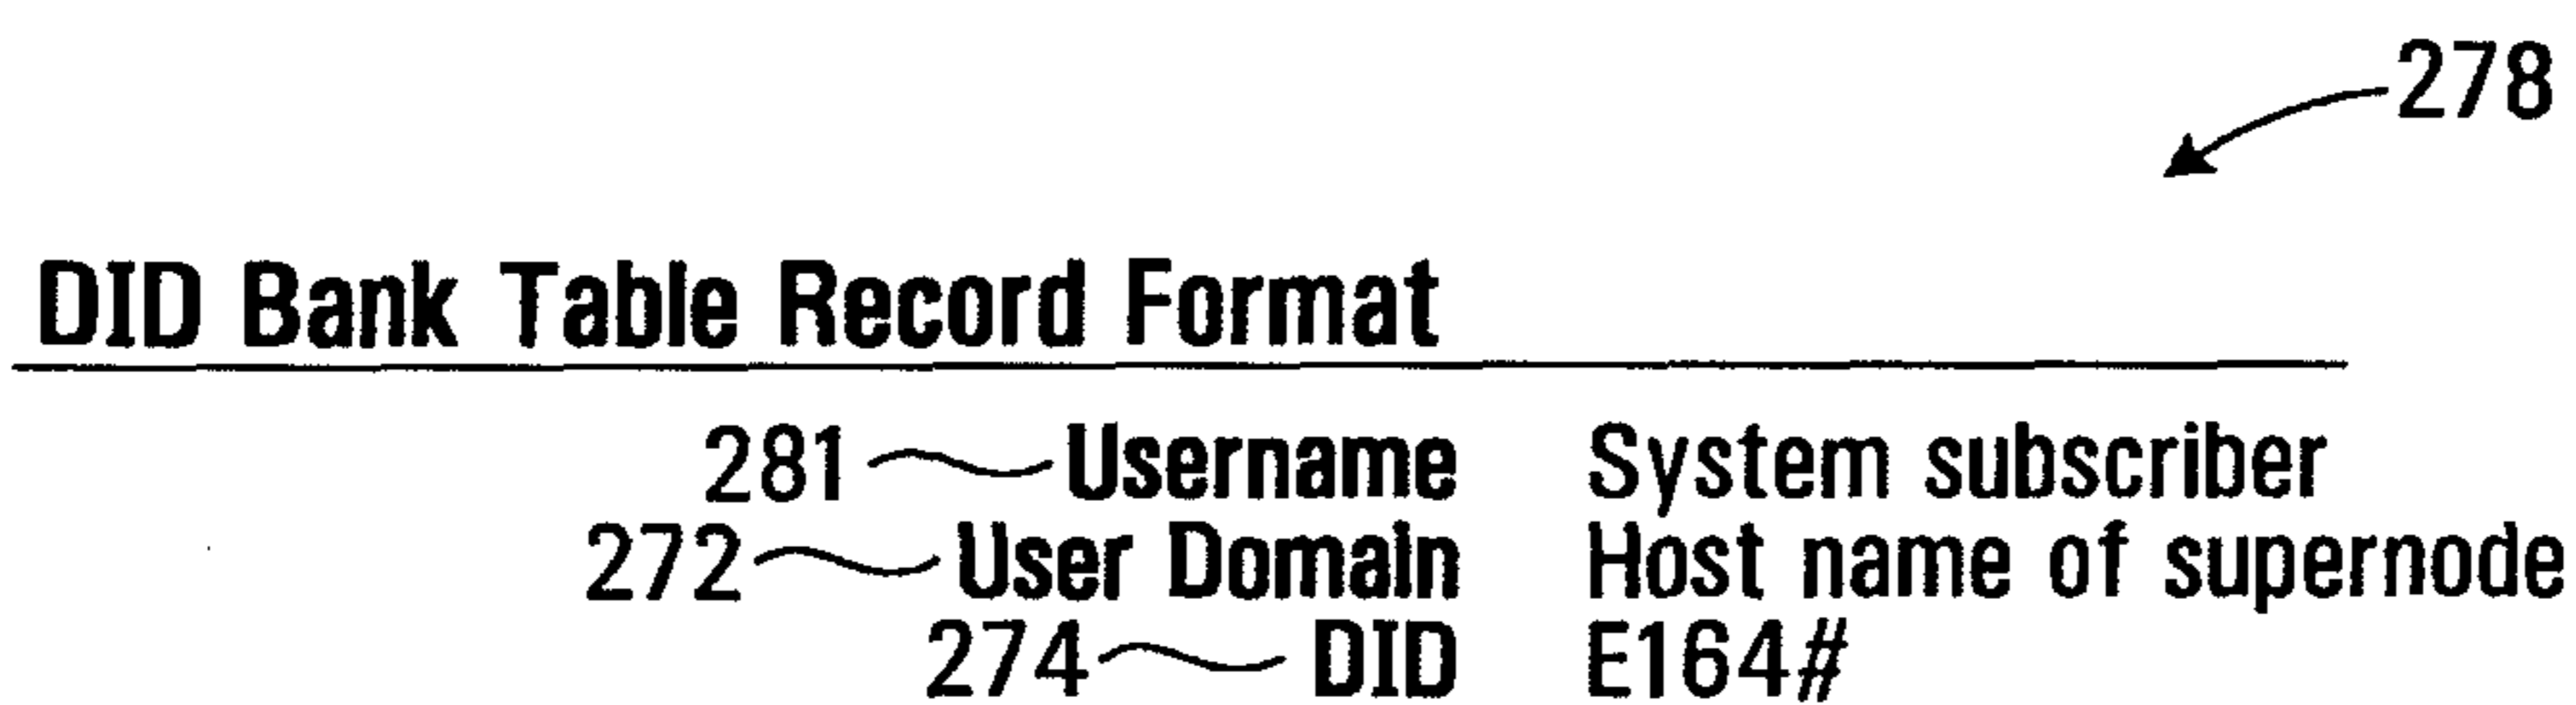 278
DID Bank Table Record Format
281 Username System subscriber
272 User Domain Host name of supernode
274 DID E164#